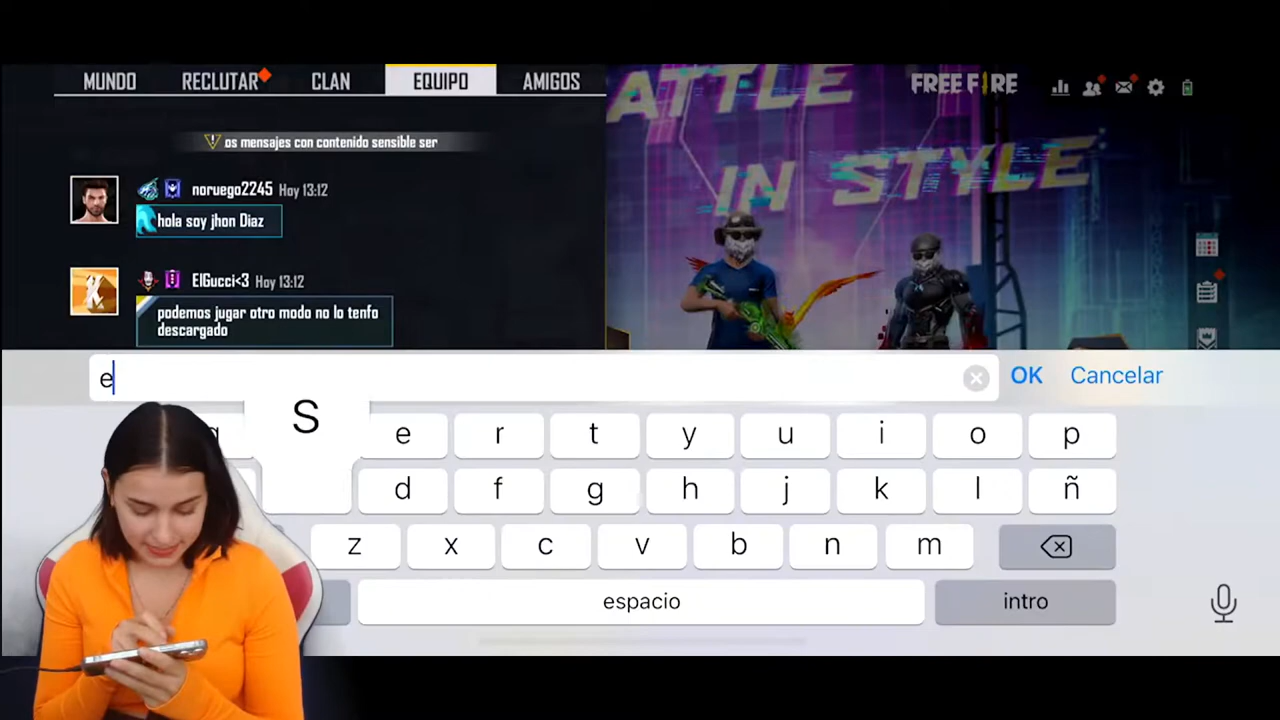 MUNDO RECLUTAR CLAN EQUIPO AMIGOS
FREE FIRE
BATTLE
IN STYLE
os mensajes con contenido sensible ser
noruego2245 Hoy 13:12
hola soy jhon Diaz
ElGucci<3 Hoy 13:12
podemos jugar otro modo no lo tenfo
descargado
e
OK Cancelar
S
e r t y u i o p
d f g h j k l ñ
z x c v b n m
espacio intro